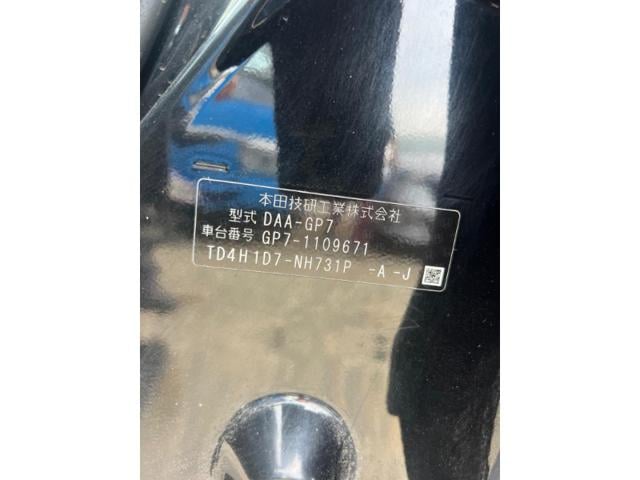 本田技研工業株式会社
型式 DAA-GP7
車台番号 GP7-1109671
TD4H1D7-NH731P -A -J